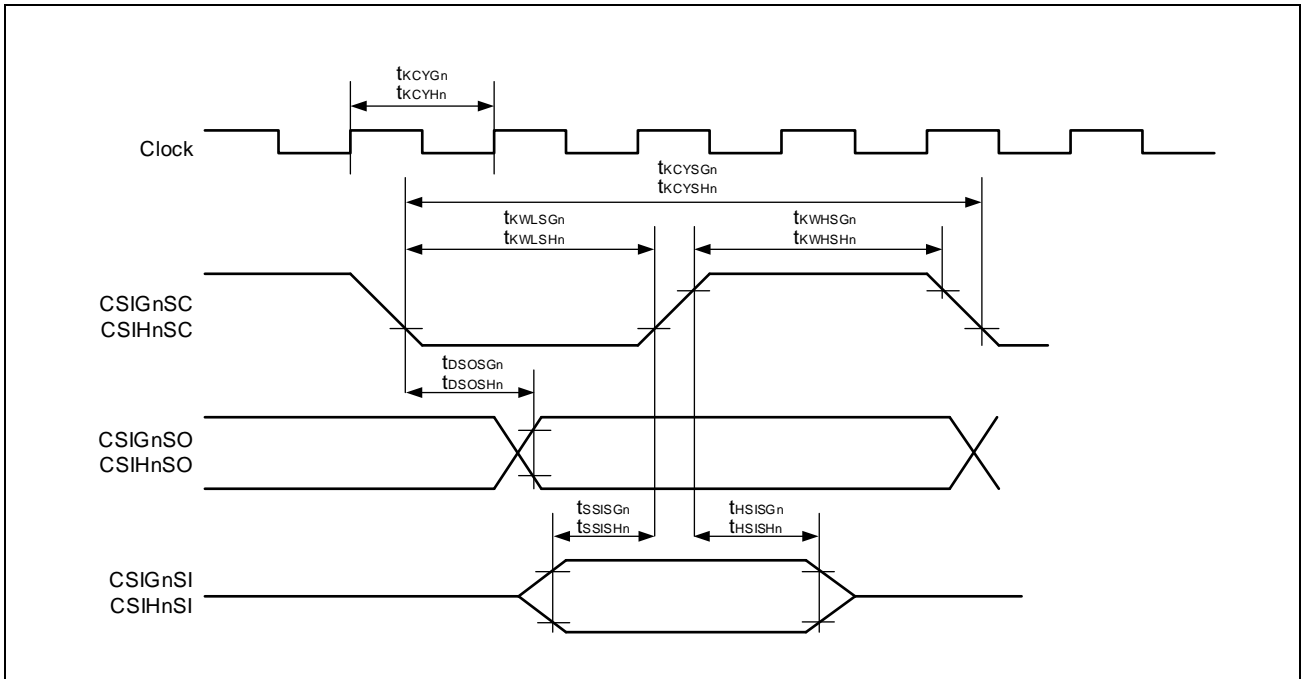 tKCYGn
tKCYHn
Clock
tKCYSGn
tKCYSHn
tKWLSGn
tKWLSHn
tKWHSGn
tKWHSHn
CSIGnSC
CSIHnSC
tDSOSGn
tDSOSHn
CSIGnSO
CSIHnSO
tSSISGn
tSSISHn
tHSISGn
tHSISHn
CSIGnSI
CSIHnSI